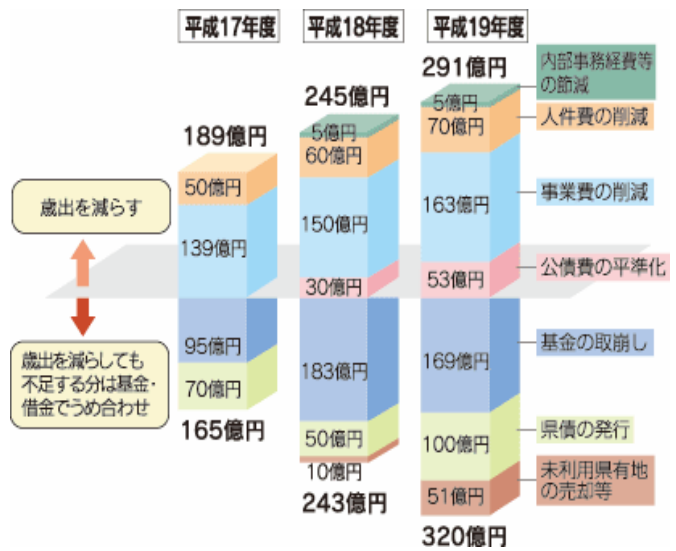 平成17年度
平成18年度
平成19年度
189億円
245億円
291億円
50億円
139億円
95億円
70億円
165億円
5億円
60億円
150億円
30億円
183億円
50億円
10億円
243億円
5億円
70億円
163億円
53億円
169億円
100億円
51億円
320億円
歳出を減らす
歳出を減らしても
不足する分は基金・
借金でうめ合わせ
内部事務経費等
の節減
人件費の削減
事業費の削減
公債費の平準化
基金の取崩し
県債の発行
未利用県有地
の売却等